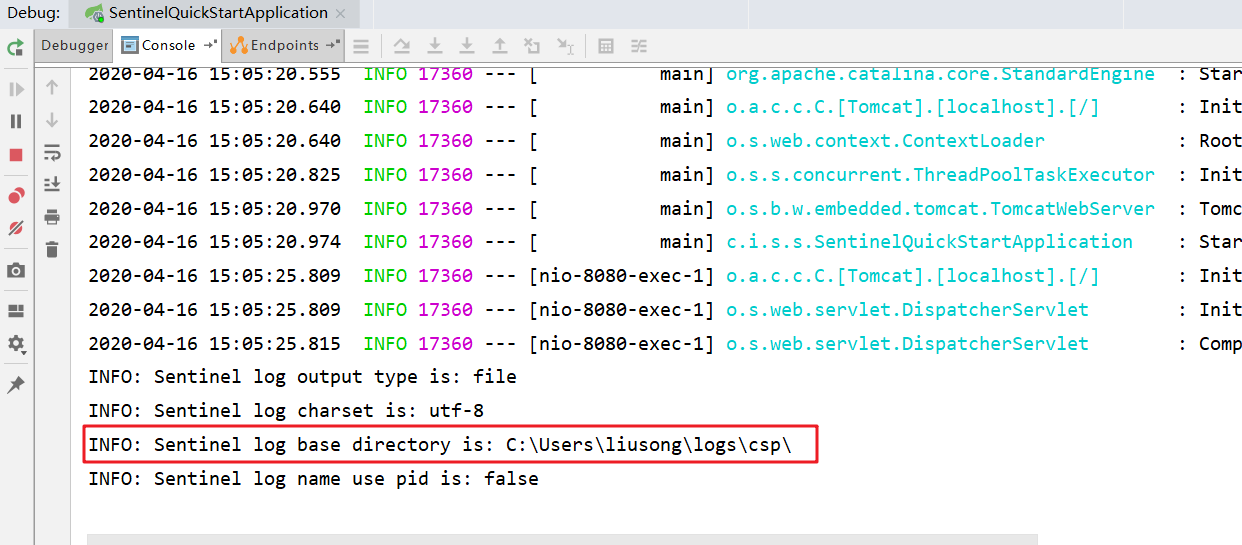 Debug: SentinelQuickStartApplication
Debugger Console Endpoints
2020-04-16 15:05:20.555 INFO 17360 --- [ main] org.apache.catalina.core.StandardEngine : Star
2020-04-16 15:05:20.640 INFO 17360 --- [ main] o.a.c.c.C.[Tomcat].[localhost].[/] : Init
2020-04-16 15:05:20.640 INFO 17360 --- [ main] o.s.web.context.ContextLoader : Root
2020-04-16 15:05:20.825 INFO 17360 --- [ main] o.s.s.concurrent.ThreadPoolTaskExecutor : Init
2020-04-16 15:05:20.970 INFO 17360 --- [ main] o.s.b.w.embedded.tomcat.TomcatWebServer : Tomc
2020-04-16 15:05:20.974 INFO 17360 --- [ main] c.i.s.s.SentinelQuickStartApplication : Star
2020-04-16 15:05:25.809 INFO 17360 --- [nio-8080-exec-1] o.a.c.c.C.[Tomcat].[localhost].[/] : Init
2020-04-16 15:05:25.809 INFO 17360 --- [nio-8080-exec-1] o.s.web.servlet.DispatcherServlet : Init
2020-04-16 15:05:25.815 INFO 17360 --- [nio-8080-exec-1] o.s.web.servlet.DispatcherServlet : Comp
INFO: Sentinel log output type is: file
INFO: Sentinel log charset is: utf-8
INFO: Sentinel log base directory is: C:\Users\liusong\logs\csp\
INFO: Sentinel log name use pid is: false